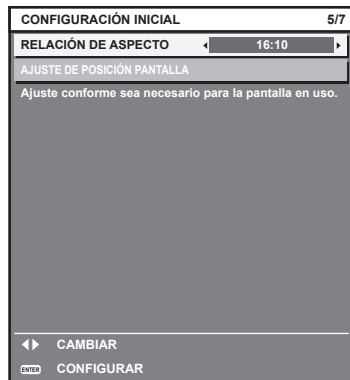 CONFIGURACIÓN INICIAL 5/7
RELACIÓN DE ASPECTO 16:10
AJUSTE DE POSICIÓN PANTALLA
Ajuste conforme sea necesario para la pantalla en uso.
CAMBIAR
ENTER CONFIGURAR